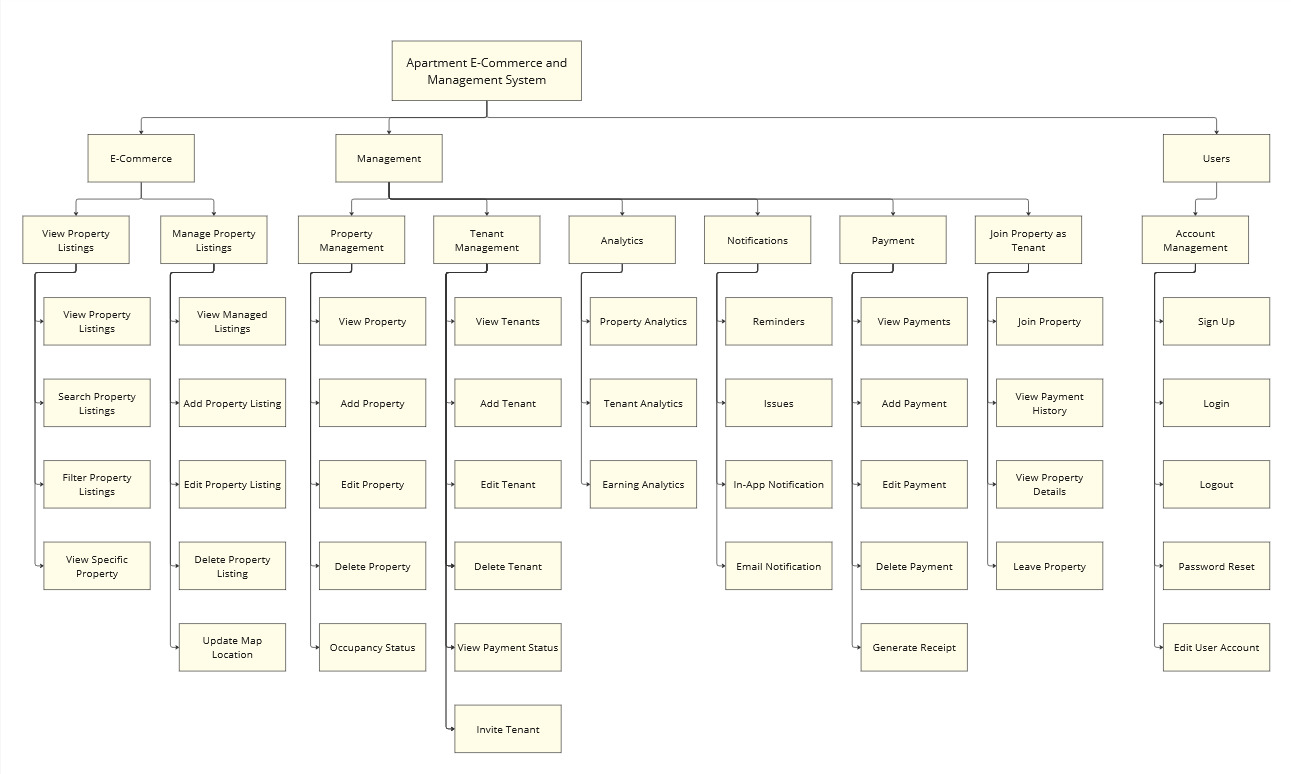 Apartment E-Commerce and
Management System
E-Commerce
Management
Users
View Property
Listings
Manage Property
Listings
Property
Management
Tenant
Management
Analytics
Notifications
Payment
Join Property as
Tenant
Account
Management
View Property
Listings
View Managed
Listings
View Property
View Tenants
Property Analytics
Reminders
View Payments
Join Property
Sign Up
Search Property
Listings
Add Property Listing
Add Property
Add Tenant
Tenant Analytics
Issues
Add Payment
View Payment
History
Login
Filter Property
Listings
Edit Property Listing
Edit Property
Edit Tenant
Earning Analytics
In-App Notification
Edit Payment
View Property
Details
Logout
View Specific
Property
Delete Property
Listing
Delete Property
Delete Tenant
Email Notification
Delete Payment
Leave Property
Password Reset
Update Map
Location
Occupancy Status
View Payment Status
Generate Receipt
Edit User Account
Invite Tenant